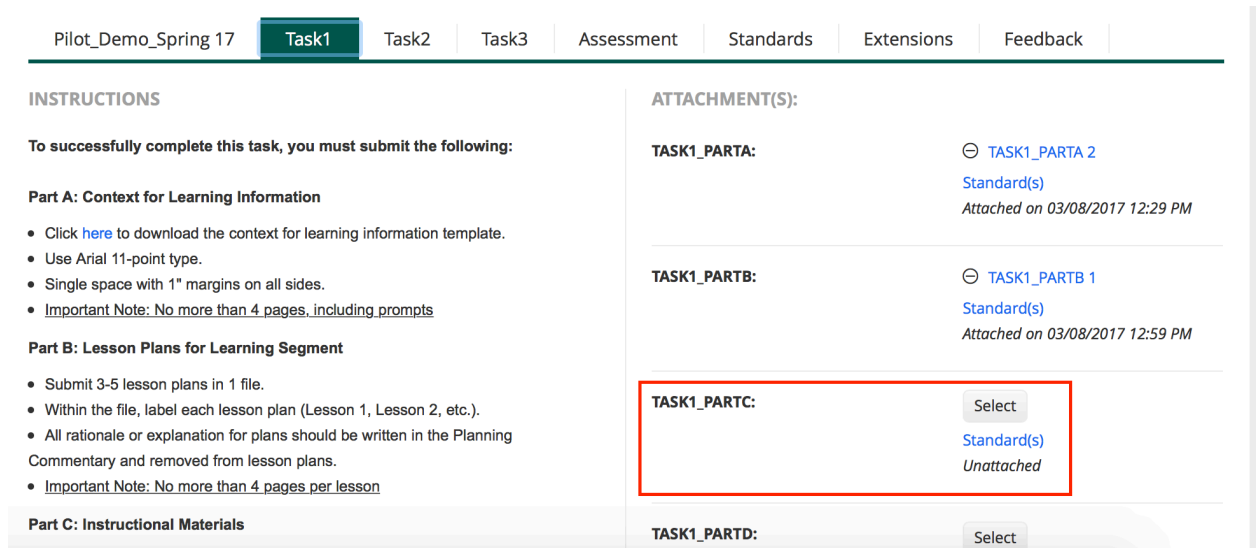 Pilot_Demo_Spring 17 Task1 Task2 Task3 Assessment Standards Extensions Feedback
INSTRUCTIONS
To successfully complete this task, you must submit the following:
Part A: Context for Learning Information
• Click here to download the context for learning information template.
• Use Arial 11-point type.
• Single space with 1" margins on all sides.
• Important Note: No more than 4 pages, including prompts
Part B: Lesson Plans for Learning Segment
• Submit 3-5 lesson plans in 1 file.
• Within the file, label each lesson plan (Lesson 1, Lesson 2, etc.).
• All rationale or explanation for plans should be written in the Planning
Commentary and removed from lesson plans.
• Important Note: No more than 4 pages per lesson
Part C: Instructional Materials
ATTACHMENT(S):
TASK1_PARTA:
TASK1_PARTA 2
Standard(s)
Attached on 03/08/2017 12:29 PM
TASK1_PARTB:
TASK1_PARTB 1
Standard(s)
Attached on 03/08/2017 12:59 PM
TASK1_PARTC:
Select
Standard(s)
Unattached
TASK1_PARTD:
Select